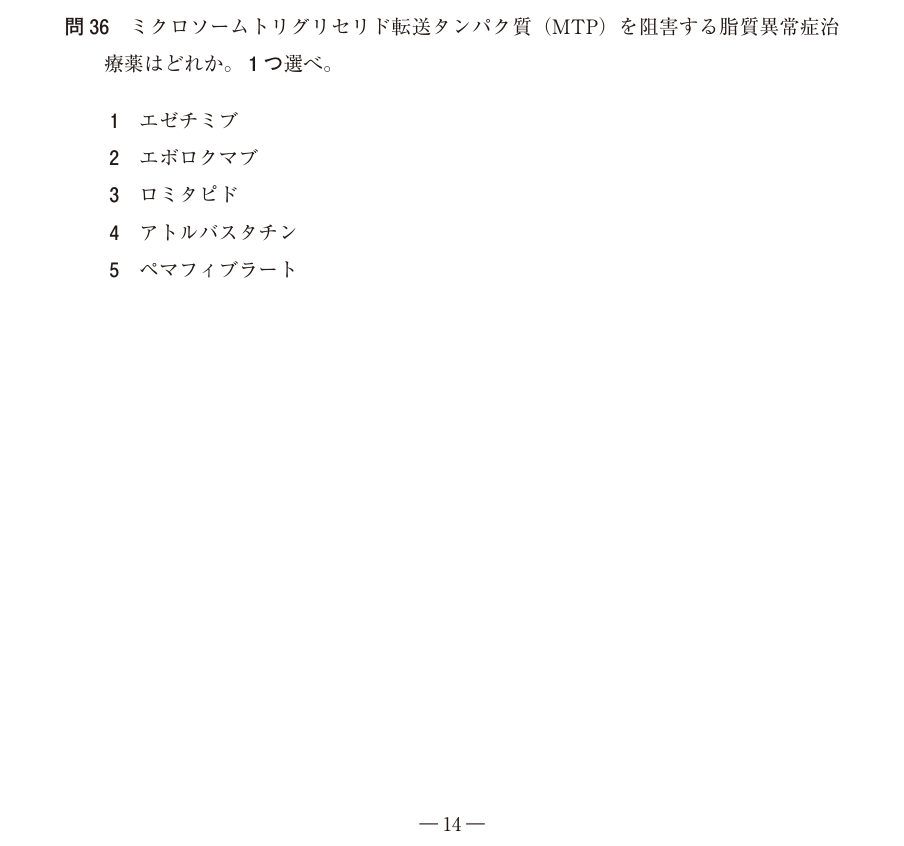 問 36 ミクロソームトリグリセリド転送タンパク質（MTP）を阻害する脂質異常症治
療薬はどれか。1つ選べ。
1 エゼチミブ
2 エボロクマブ
3 ロミタピド
4 アトルバスタチン
5 ペマフィブラート
― 14 ―